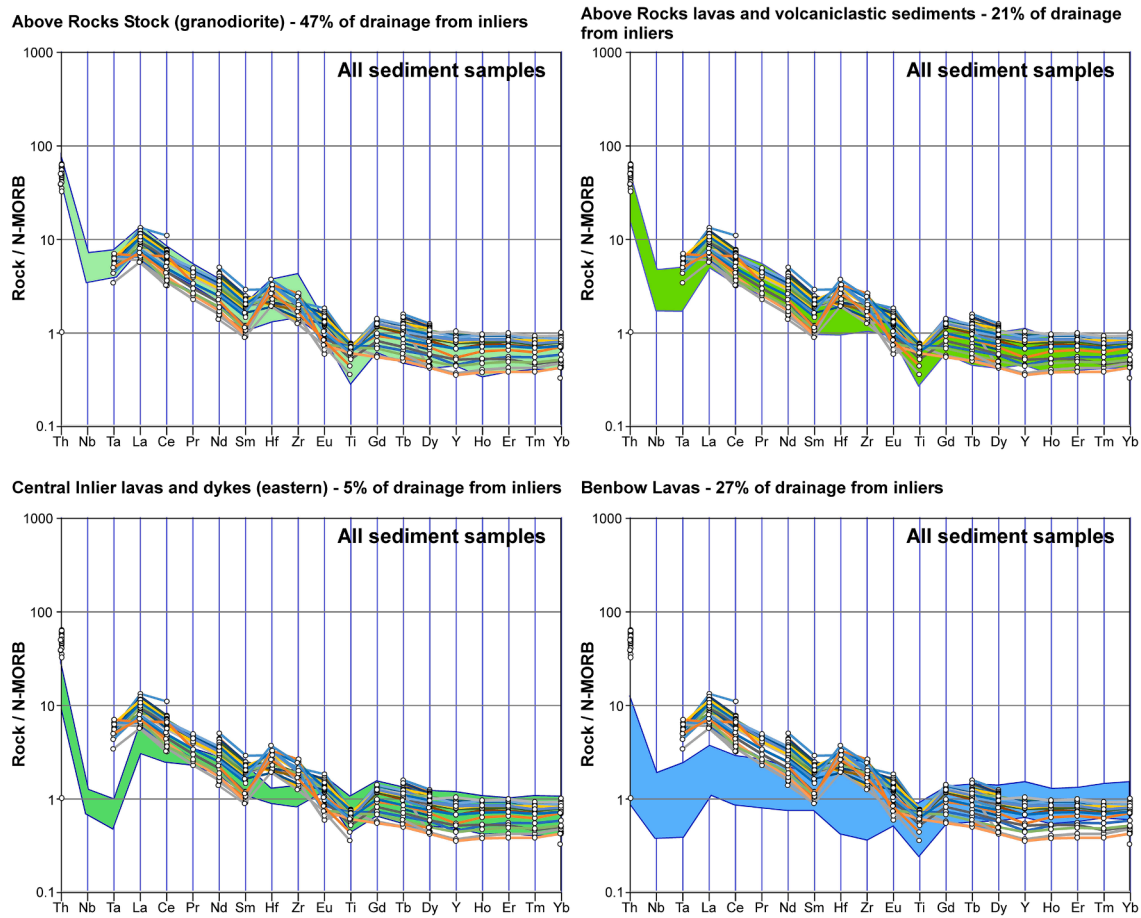 Above Rocks Stock (granodiorite) - 47% of drainage from inliers
1000
All sediment samples
100
10
1
0.1
Rock / N-MORB
Th Nb Ta La Ce Pr Nd Sm Hf Zr Eu Ti Gd Tb Dy Y Ho Er Tm Yb
Above Rocks lavas and volcaniclastic sediments - 21% of drainage
from inliers
1000
All sediment samples
100
10
1
0.1
Rock / N-MORB
Th Nb Ta La Ce Pr Nd Sm Hf Zr Eu Ti Gd Tb Dy Y Ho Er Tm Yb
Central Inlier lavas and dykes (eastern) - 5% of drainage from inliers
1000
All sediment samples
100
10
1
0.1
Rock / N-MORB
Th Nb Ta La Ce Pr Nd Sm Hf Zr Eu Ti Gd Tb Dy Y Ho Er Tm Yb
Benbow Lavas - 27% of drainage from inliers
1000
All sediment samples
100
10
1
0.1
Rock / N-MORB
Th Nb Ta La Ce Pr Nd Sm Hf Zr Eu Ti Gd Tb Dy Y Ho Er Tm Yb